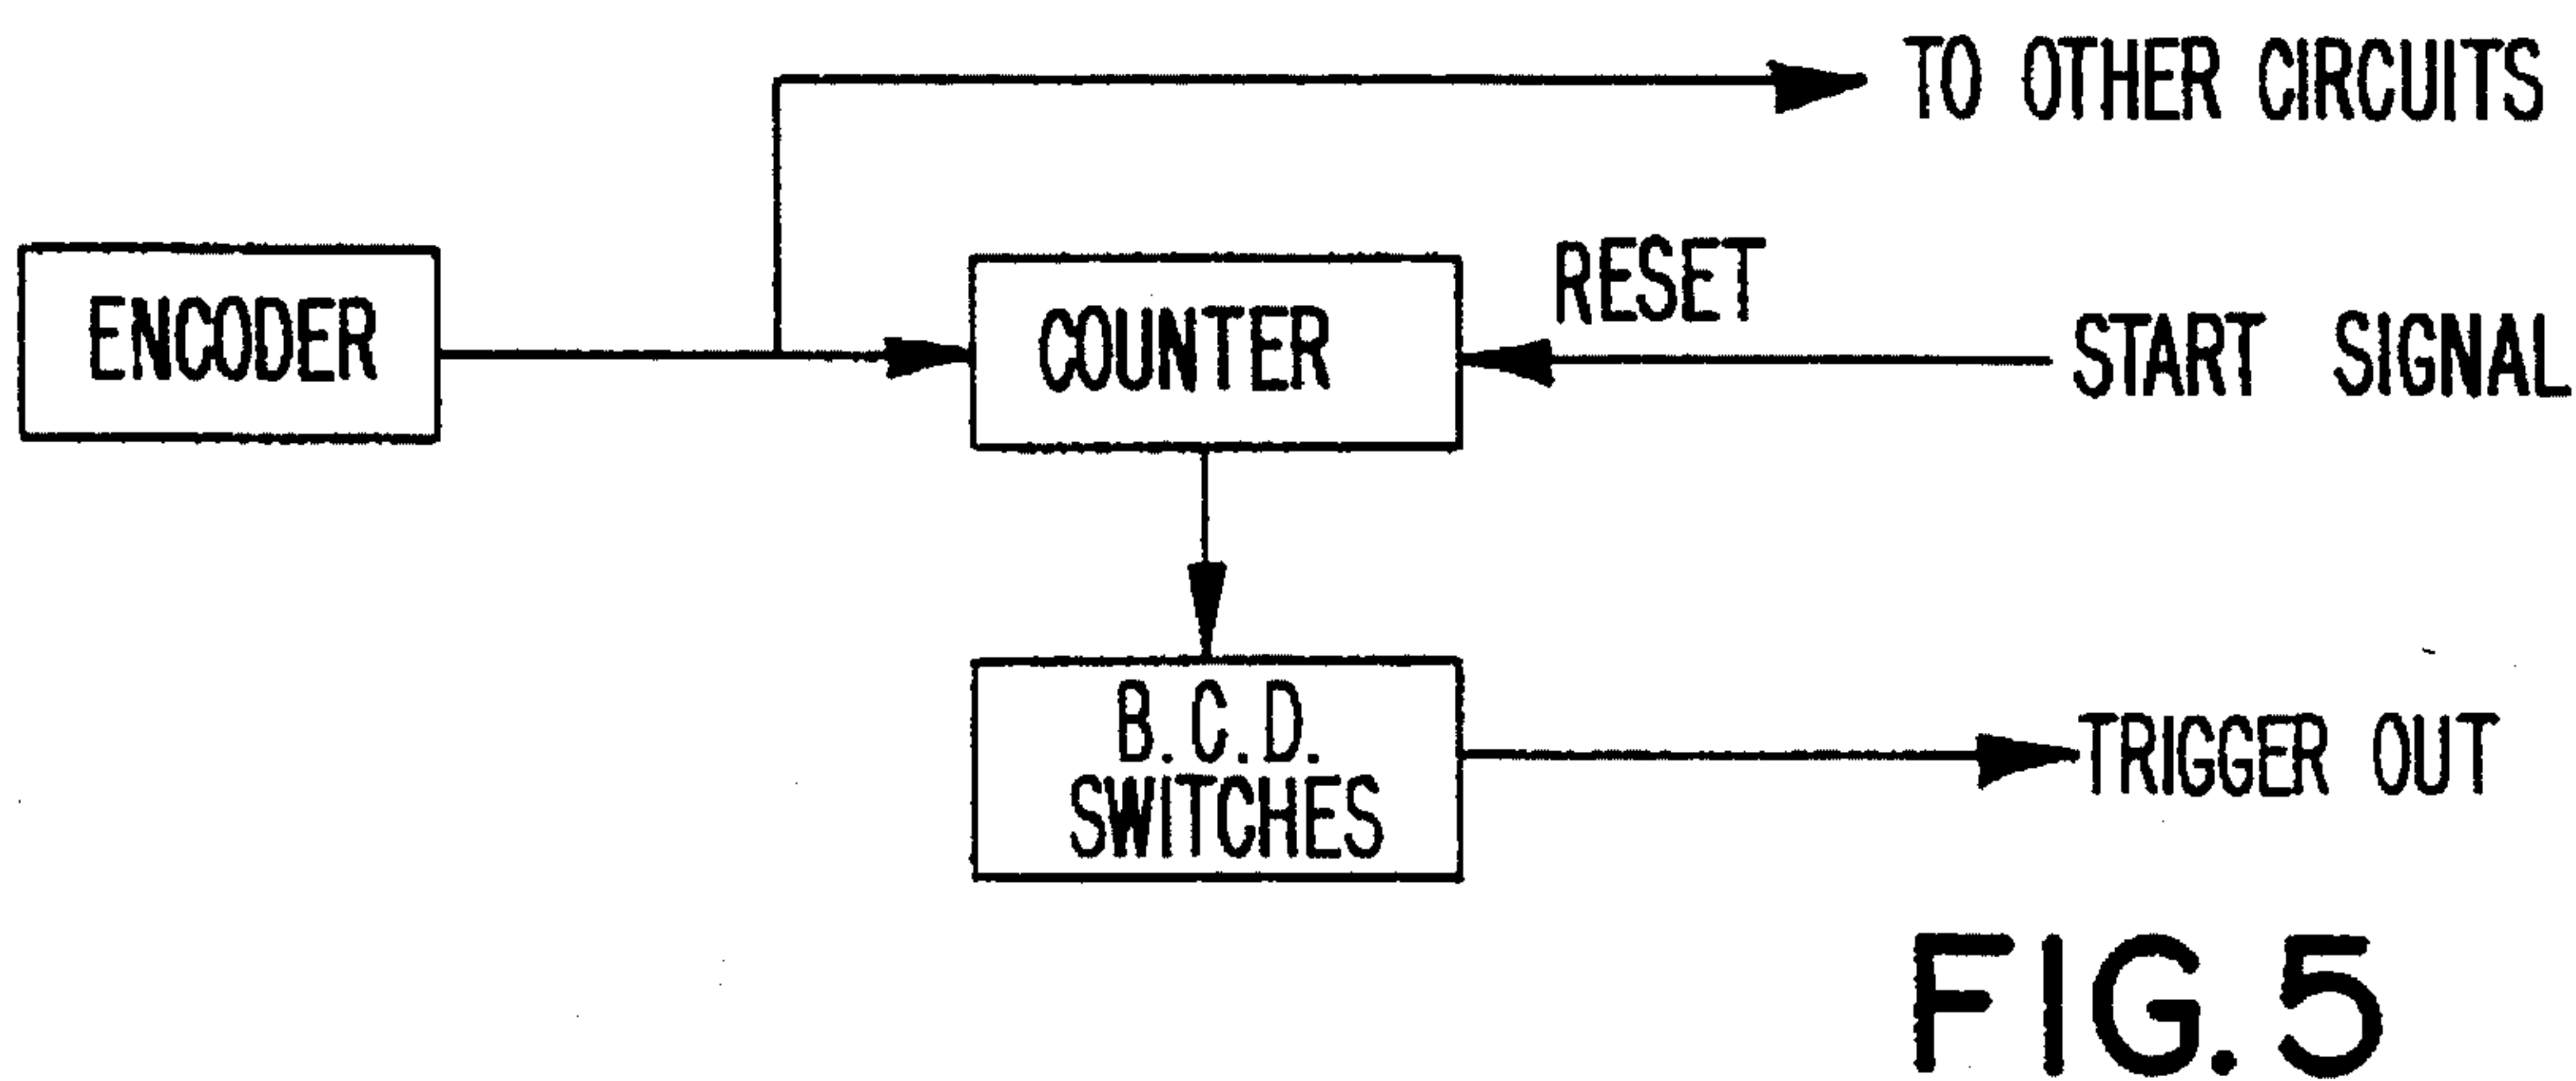 TO OTHER CIRCUITS
ENCODER
COUNTER
RESET
START SIGNAL
B.C.D.
SWITCHES
TRIGGER OUT
FIG.5